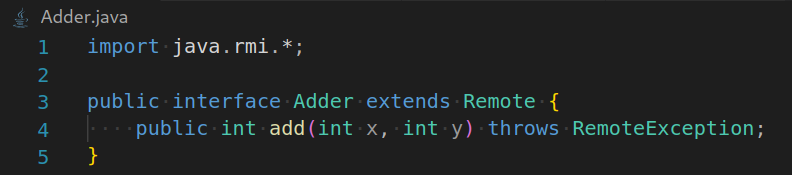 Adder.java
1 import java.rmi.*;
2
3 public interface Adder extends Remote {
4     public int add(int x, int y) throws RemoteException;
5 }